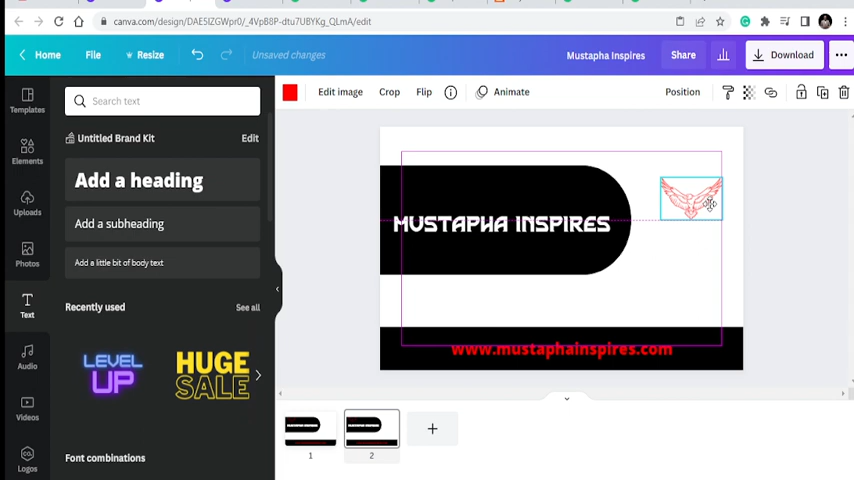 canva.com/design/DAE5IZGWpr0/_4VpB8P-dtu7UBYKg_QLmA/edit
Home File Resize Unsaved changes Mustapha Inspires Share Download
Templates
Elements
Uploads
Photos
Text
Audio
Videos
Logos
Search text
Untitled Brand Kit Edit
Add a heading
Add a subheading
Add a little bit of body text
Recently used See all
LEVEL
UP
HUGE
SALE
Font combinations
Edit image Crop Flip Animate Position
MUSTAPHA INSPIRES
www.mustaphainspires.com
1 2